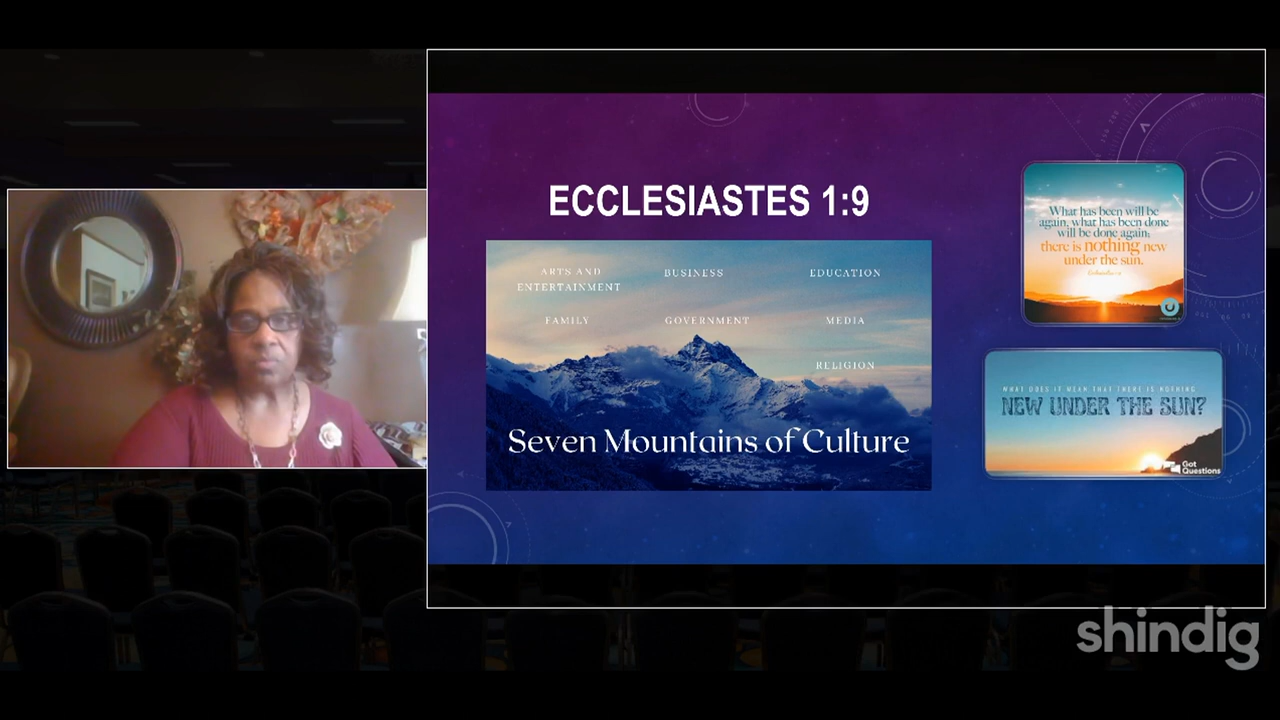 ECCLESIASTES 1:9
ARTS AND
ENTERTAINMENT
BUSINESS
EDUCATION
FAMILY
GOVERNMENT
MEDIA
RELIGION
Seven Mountains of Culture
What has been will be
again, what has been done
will be done again;
there is nothing new
under the sun.
WHAT DOES IT MEAN THAT THERE IS NOTHING
NEW UNDER THE SUN?
Got
Questions
shindig